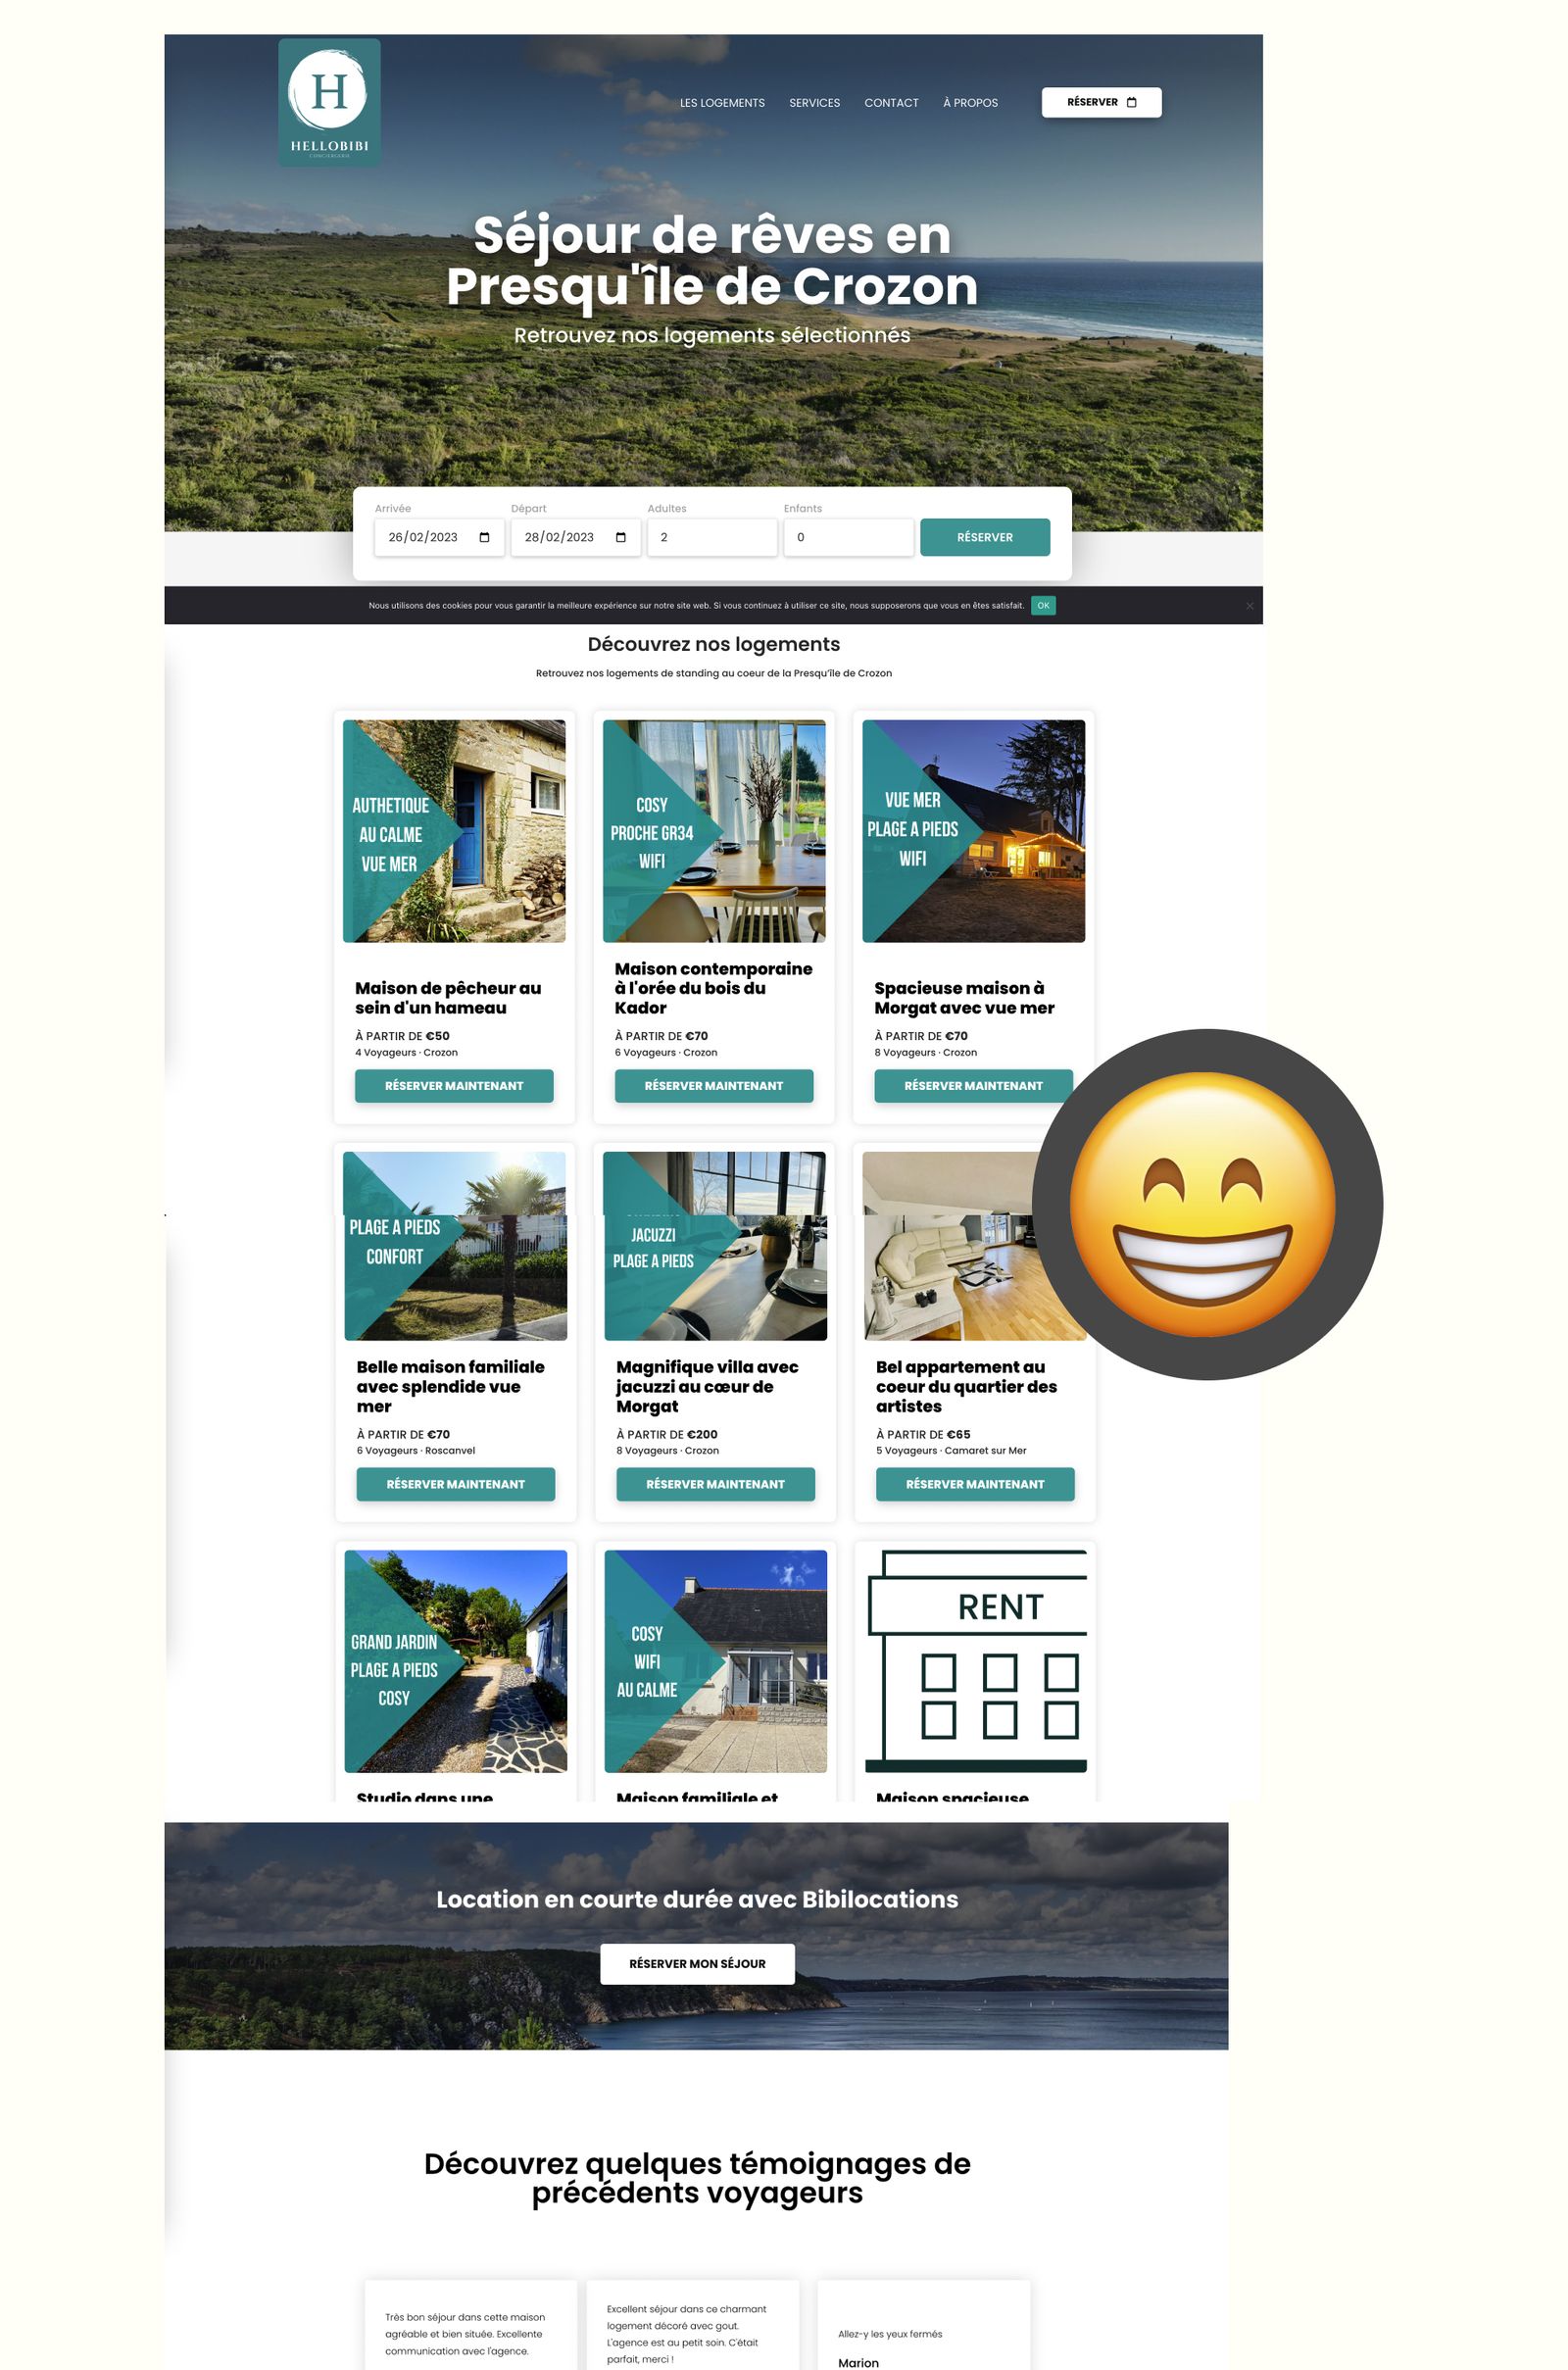 H
HELLOBIBI
CONCIERGERIE
LES LOGEMENTS SERVICES CONTACT À PROPOS RÉSERVER
Séjour de rêves en
Presqu'île de Crozon
Retrouvez nos logements sélectionnés
Arrivée Départ Adultes Enfants
26/02/2023 28/02/2023 2 0 RÉSERVER
Nous utilisons des cookies pour vous garantir la meilleure expérience sur notre site web. Si vous continuez à utiliser ce site, nous supposerons que vous en êtes satisfait. OK
Découvrez nos logements
Retrouvez nos logements de standing au coeur de la Presqu'île de Crozon
AUTHETIQUE
AU CALME
VUE MER
Maison de pêcheur au
sein d'un hameau
À PARTIR DE €50
4 Voyageurs · Crozon
RÉSERVER MAINTENANT
COSY
PROCHE GR34
WIFI
Maison contemporaine
à l'orée du bois du
Kador
À PARTIR DE €70
6 Voyageurs · Crozon
RÉSERVER MAINTENANT
VUE MER
PLAGE A PIEDS
WIFI
Spacieuse maison à
Morgat avec vue mer
À PARTIR DE €70
8 Voyageurs · Crozon
RÉSERVER MAINTENANT
PLAGE A PIEDS
CONFORT
Belle maison familiale
avec splendide vue
mer
À PARTIR DE €70
6 Voyageurs · Roscanvel
RÉSERVER MAINTENANT
JACUZZI
PLAGE A PIEDS
Magnifique villa avec
jacuzzi au cœur de
Morgat
À PARTIR DE €200
8 Voyageurs · Crozon
RÉSERVER MAINTENANT
Bel appartement au
coeur du quartier des
artistes
À PARTIR DE €65
5 Voyageurs · Camaret sur Mer
RÉSERVER MAINTENANT
GRAND JARDIN
PLAGE A PIEDS
COSY
Studio dans une
COSY
WIFI
AU CALME
Maison familiale et
RENT
Maison spacieuse
Location en courte durée avec Bibilocations
RÉSERVER MON SÉJOUR
Découvrez quelques témoignages de
précédents voyageurs
Très bon séjour dans cette maison
agréable et bien située. Excellente
communication avec l'agence.
Excellent séjour dans ce charmant
logement décoré avec gout.
L'agence est au petit soin. C'était
parfait, merci !
Allez-y les yeux fermés
Marion